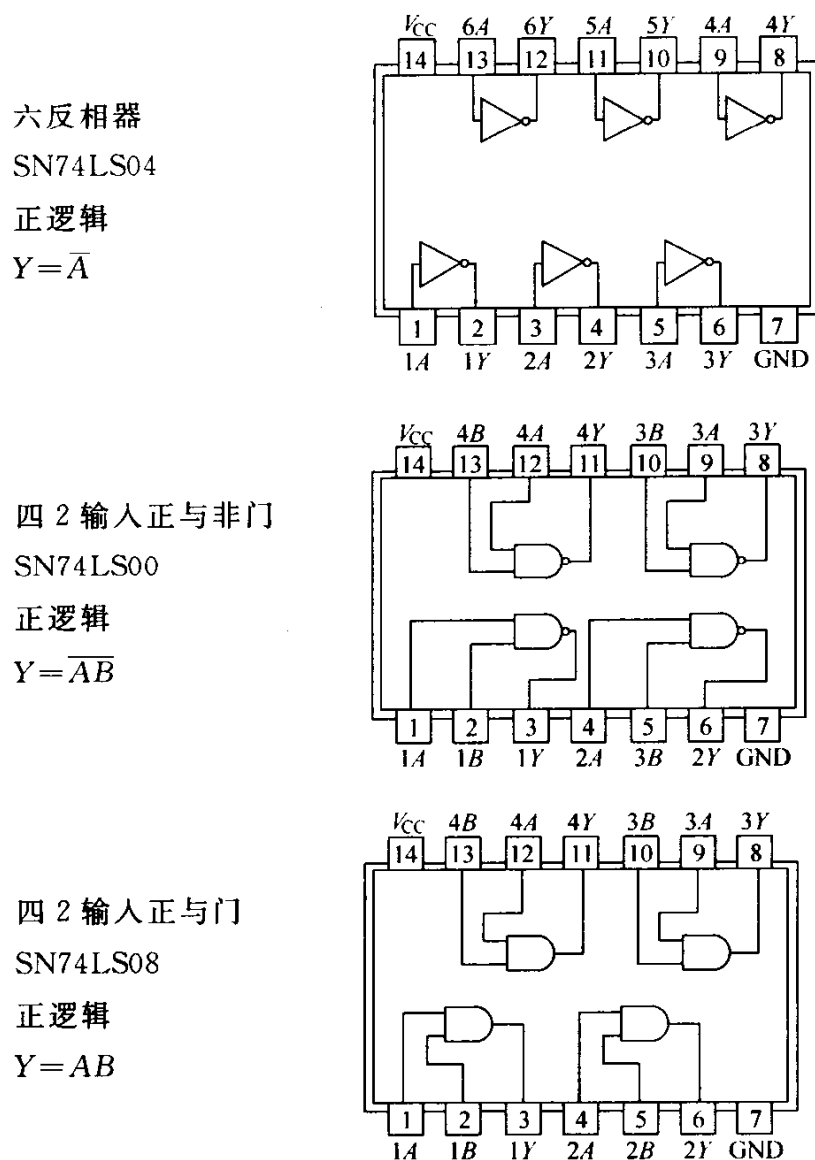 V_CC 6A 6Y 5A 5Y 4A 4Y
14 13 12 11 10 9 8
六反相器
SN74LS04
正逻辑
Y=A̅
1 2 3 4 5 6 7
1A 1Y 2A 2Y 3A 3Y GND
V_CC 4B 4A 4Y 3B 3A 3Y
14 13 12 11 10 9 8
四 2 输入正与非门
SN74LS00
正逻辑
Y=A̅B̅
1 2 3 4 5 6 7
1A 1B 1Y 2A 3B 2Y GND
V_CC 4B 4A 4Y 3B 3A 3Y
14 13 12 11 10 9 8
四 2 输入正与门
SN74LS08
正逻辑
Y=AB
1 2 3 4 5 6 7
1A 1B 1Y 2A 2B 2Y GND